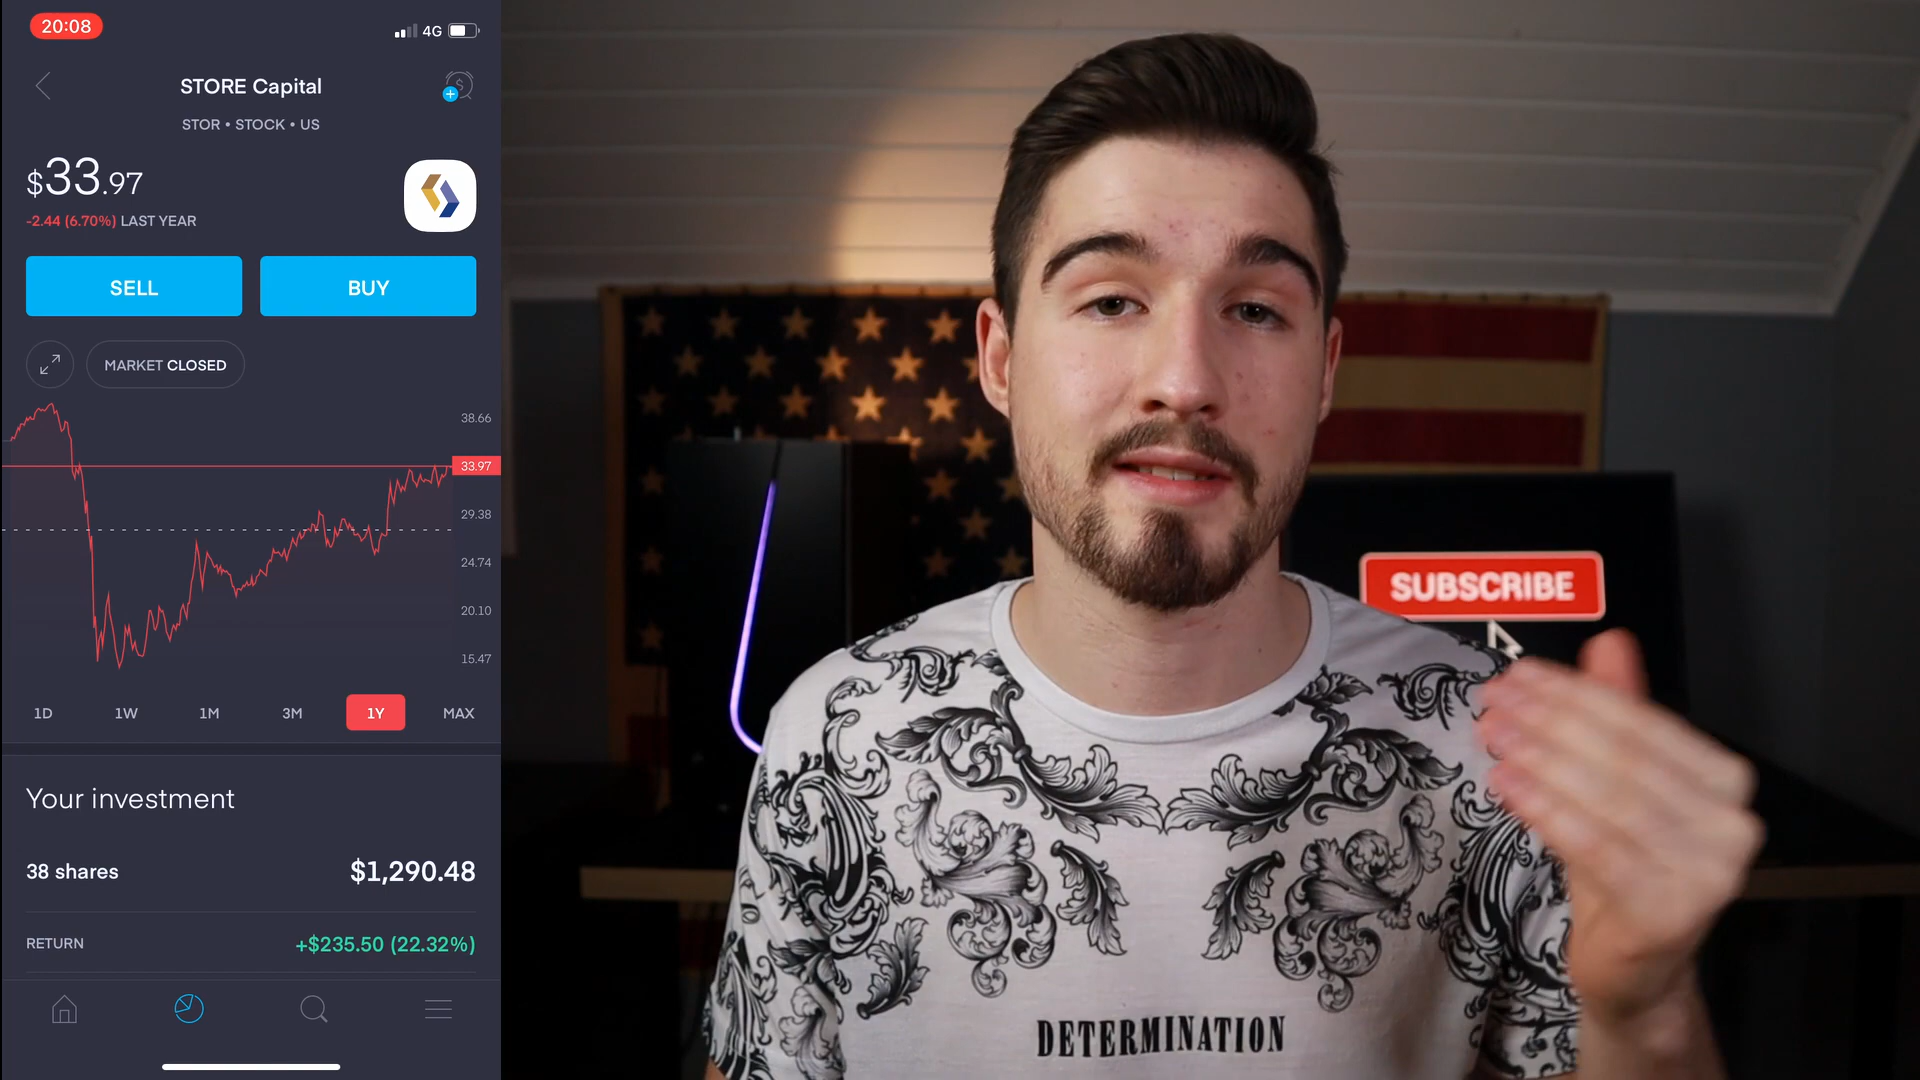 20:08
4G
STORE Capital
STOR • STOCK • US
$33.97
-2.44 (6.70%) LAST YEAR
SELL
BUY
MARKET CLOSED
38.66
33.97
29.38
24.74
20.10
15.47
1D
1W
1M
3M
1Y
MAX
Your investment
38 shares
$1,290.48
RETURN
+$235.50 (22.32%)
SUBSCRIBE
DETERMINATION